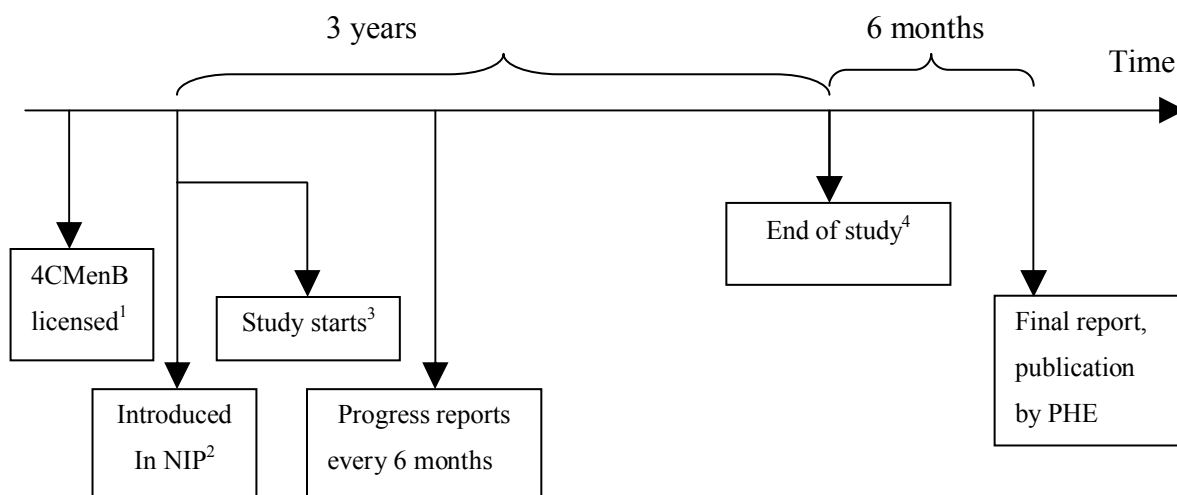 3 years
6 months
Time
4CMenB
licensed¹
Introduced
In NIP²
Study starts³
Progress reports
every 6 months
End of study⁴
Final report,
publication
by PHE